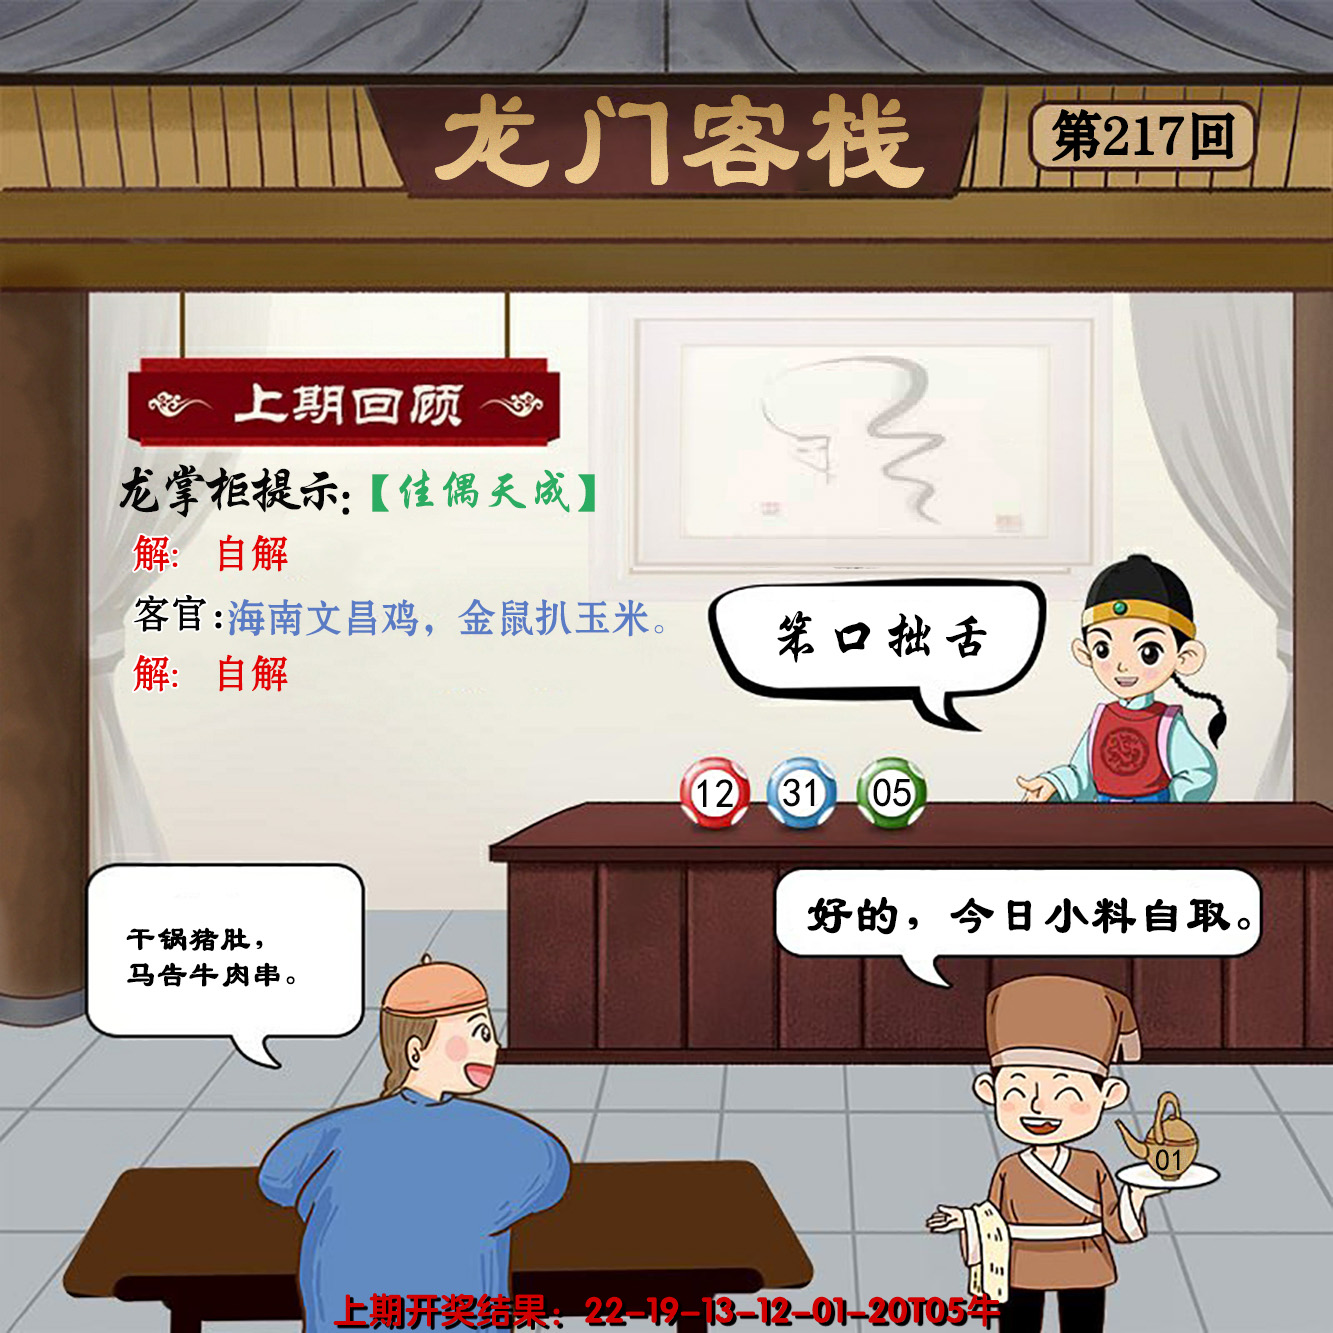 龙门客栈
第217回
上期回顾
龙掌柜提示:【佳偶天成】
解: 自解
客官:海南文昌鸡，金鼠扒玉米。
解: 自解
笨口拙舌
12 31 05
好的，今日小料自取。
干锅猪肚，
马告牛肉串。
01
上期开奖结果：22-19-13-12-01-20T05牛